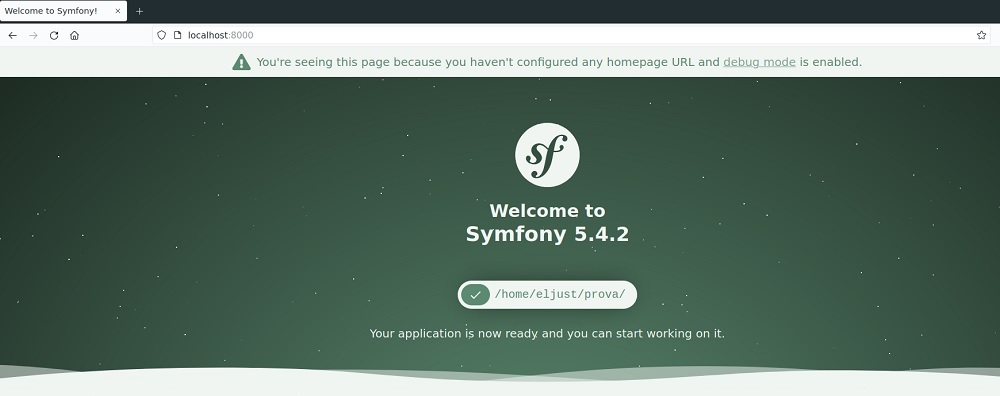 Welcome to Symfony!
localhost:8000
You're seeing this page because you haven't configured any homepage URL and debug mode is enabled.
sf
Welcome to
Symfony 5.4.2
/home/eljust/prova/
Your application is now ready and you can start working on it.